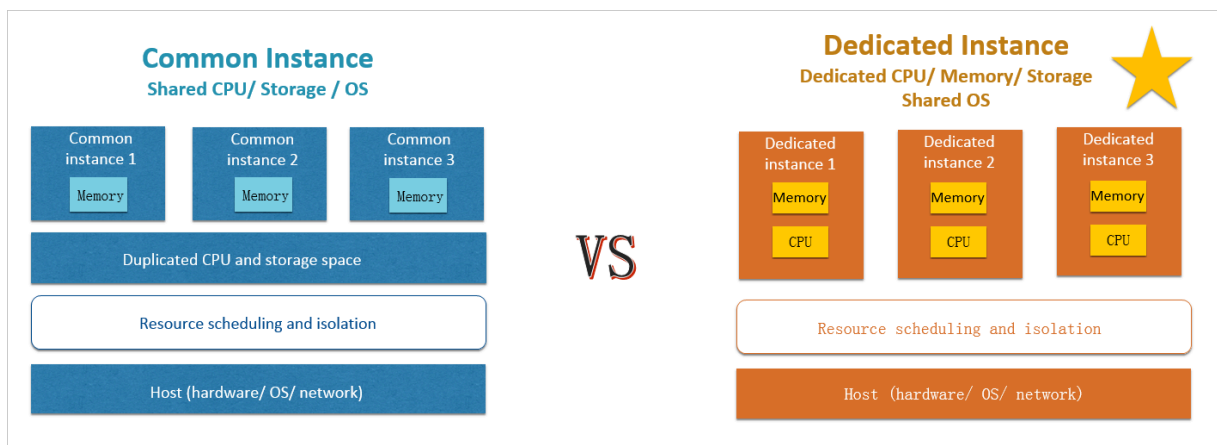 Common Instance
Shared CPU/ Storage / OS
Common
instance 1
Memory
Common
instance 2
Memory
Common
instance 3
Memory
Duplicated CPU and storage space
Resource scheduling and isolation
Host (hardware/ OS/ network)
VS
Dedicated Instance
Dedicated CPU/ Memory/ Storage
Shared OS
Dedicated
instance 1
Memory
CPU
Dedicated
instance 2
Memory
CPU
Dedicated
instance 3
Memory
CPU
Resource scheduling and isolation
Host (hardware/ OS/ network)